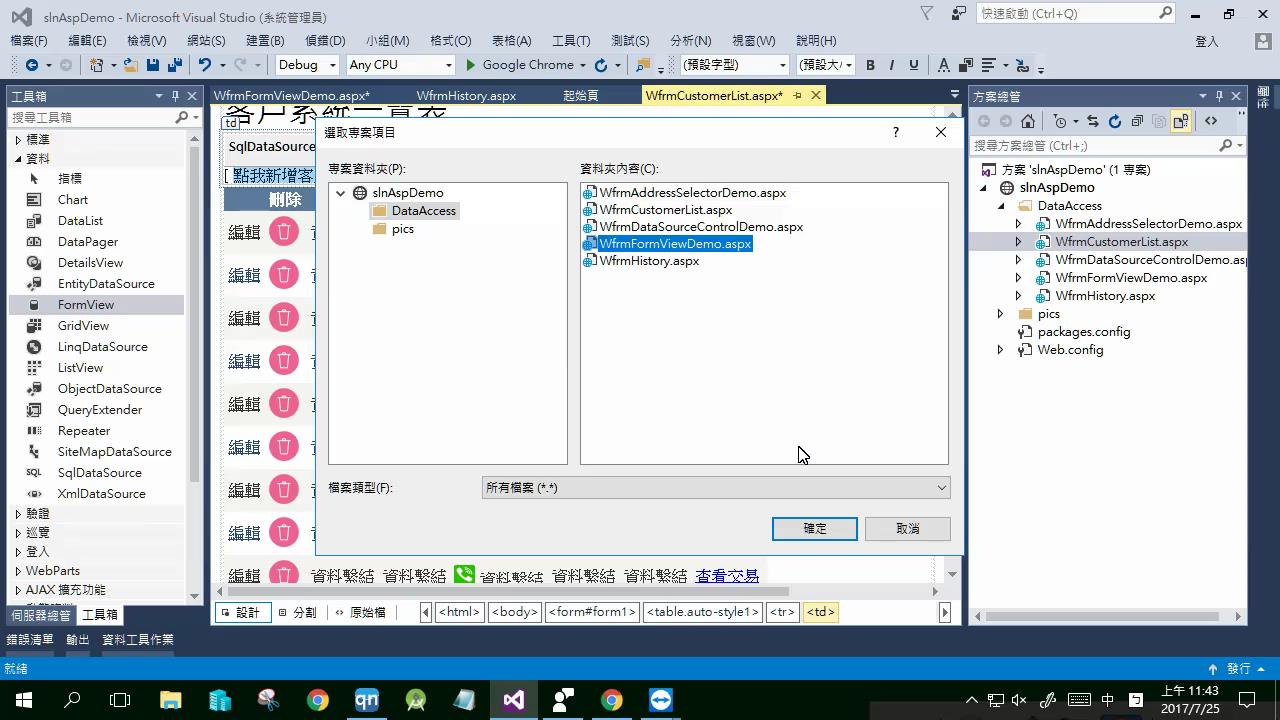 slnAspDemo - Microsoft Visual Studio (系統管理員)
快速啟動 (Ctrl+Q)
檔案(F) 編輯(E) 檢視(V) 網站(S) 建置(B) 偵錯(D) 小組(M) 格式(O) 表格(A) 工具(T) 測試(S) 分析(N) 視窗(W) 說明(H) 登入
Debug Any CPU Google Chrome (預設字型) (預設大 B I U A
工具箱
搜尋工具箱
標準
資料
指標
Chart
DataList
DataPager
DetailsView
EntityDataSource
FormView
GridView
LinqDataSource
ListView
ObjectDataSource
QueryExtender
Repeater
SiteMapDataSource
SqlDataSource
XmlDataSource
驗證
巡覽
登入
WebParts
AJAX 擴充功能
伺服器總管 工具箱
錯誤清單 輸出 資料工具作業
WfrmFormViewDemo.aspx* WfrmHistory.aspx 起始頁 WfrmCustomerList.aspx*
客戶系統一覽表
td
SqlDataSource
[ 點我新增客
刪除
編輯
編輯
編輯
編輯
編輯
編輯
編輯
編輯
編輯 資料繫結 資料繫結 資料繫結 資料繫結 資料繫結 查看交易
選取專案項目
?
專案資料夾(P):
slnAspDemo
DataAccess
pics
資料夾內容(C):
WfrmAddressSelectorDemo.aspx
WfrmCustomerList.aspx
WfrmDataSourceControlDemo.aspx
WfrmFormViewDemo.aspx
WfrmHistory.aspx
檔案類型(F): 所有檔案 (*.*)
確定 取消
設計 分割 原始檔 <html> <body> <form#form1> <table.auto-style1> <tr> <td>
方案總管
搜尋方案總管 (Ctrl+;)
方案 'slnAspDemo' (1 專案)
slnAspDemo
DataAccess
WfrmAddressSelectorDemo.aspx
WfrmCustomerList.aspx
WfrmDataSourceControlDemo.asp
WfrmFormViewDemo.aspx
WfrmHistory.aspx
pics
packages.config
Web.config
就緒 發行
qn
中
上午 11:43
2017/7/25